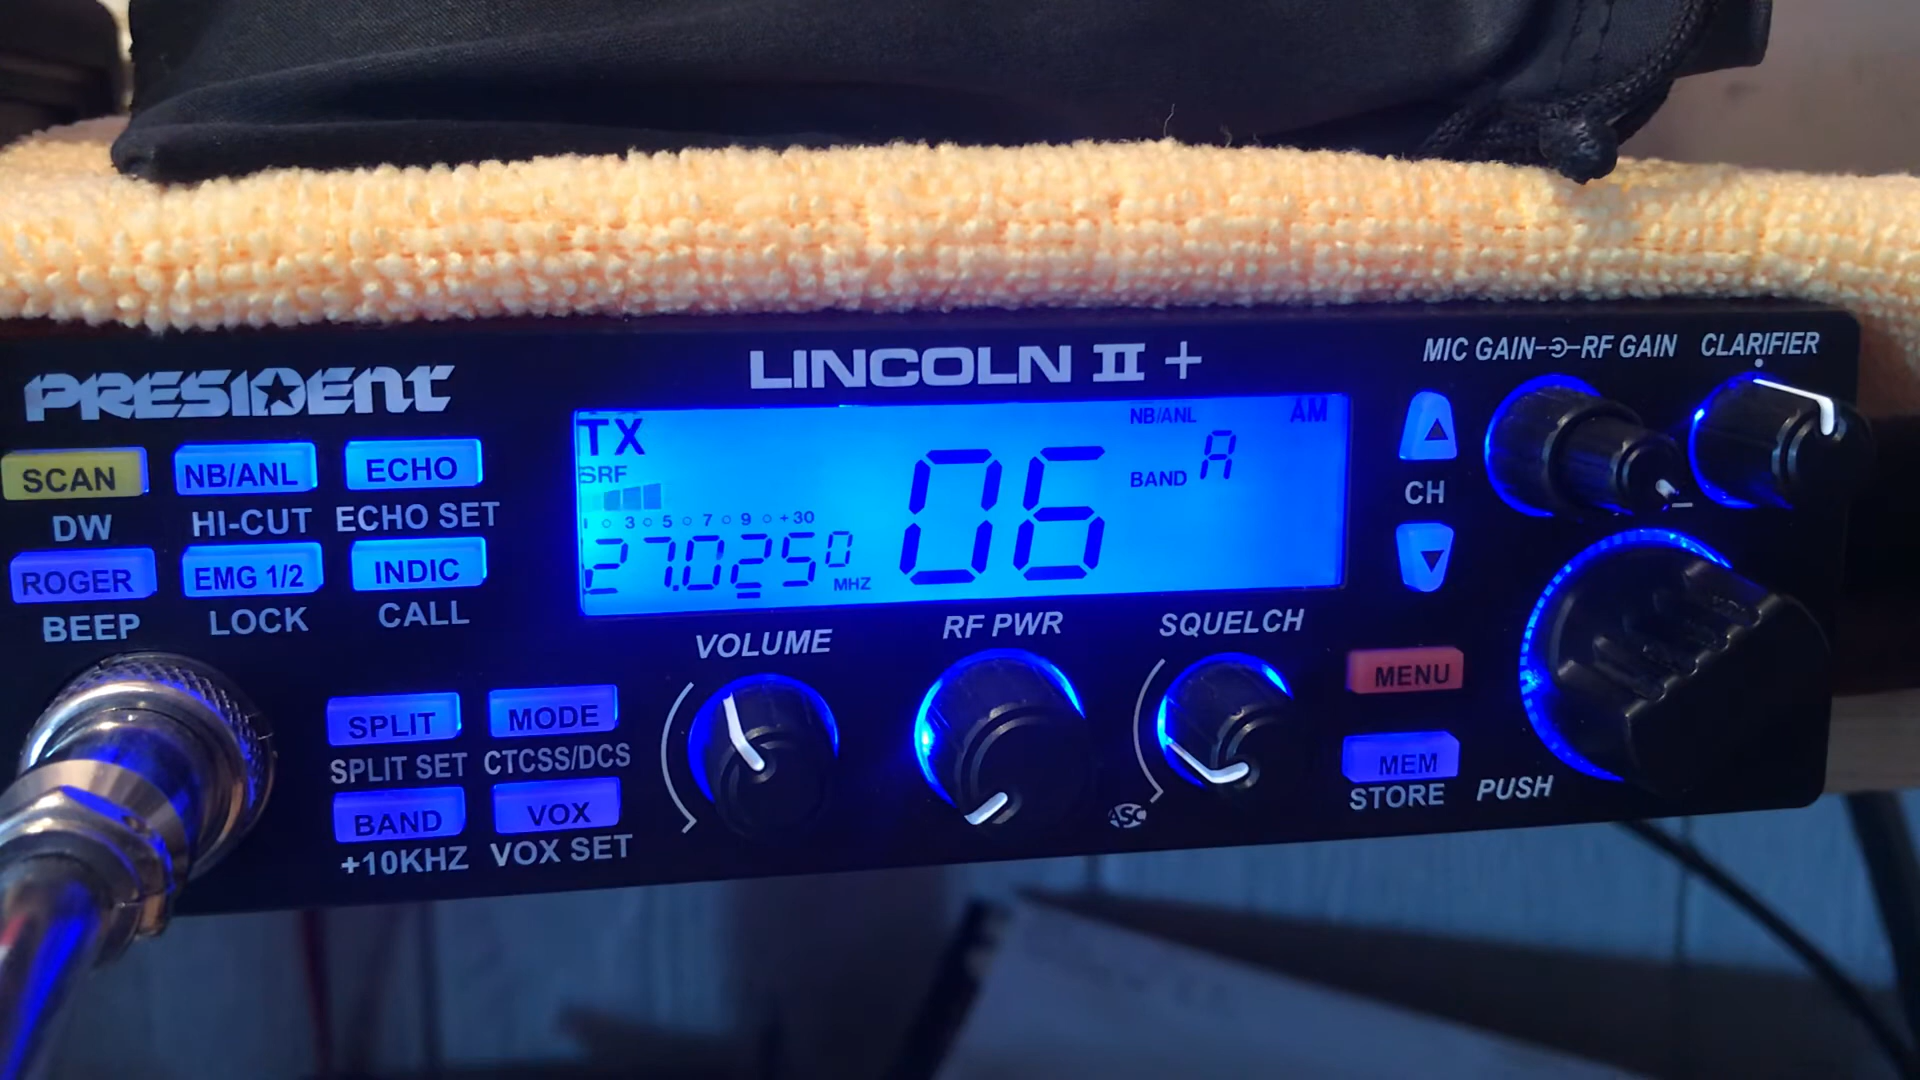 PRESIDENT
LINCOLN II +
MIC GAIN RF GAIN
CLARIFIER
SCAN
NB/ANL
ECHO
DW
HI-CUT
ECHO SET
ROGER
EMG 1/2
INDIC
BEEP
LOCK
CALL
TX
NB/ANL
AM
SRF
BAND A
1 3 5 7 9 +30
27.0250
MHZ
06
CH
VOLUME
RF PWR
SQUELCH
SPLIT
MODE
SPLIT SET
CTCSS/DCS
BAND
VOX
+10KHZ
VOX SET
ASC
MENU
MEM
STORE
PUSH